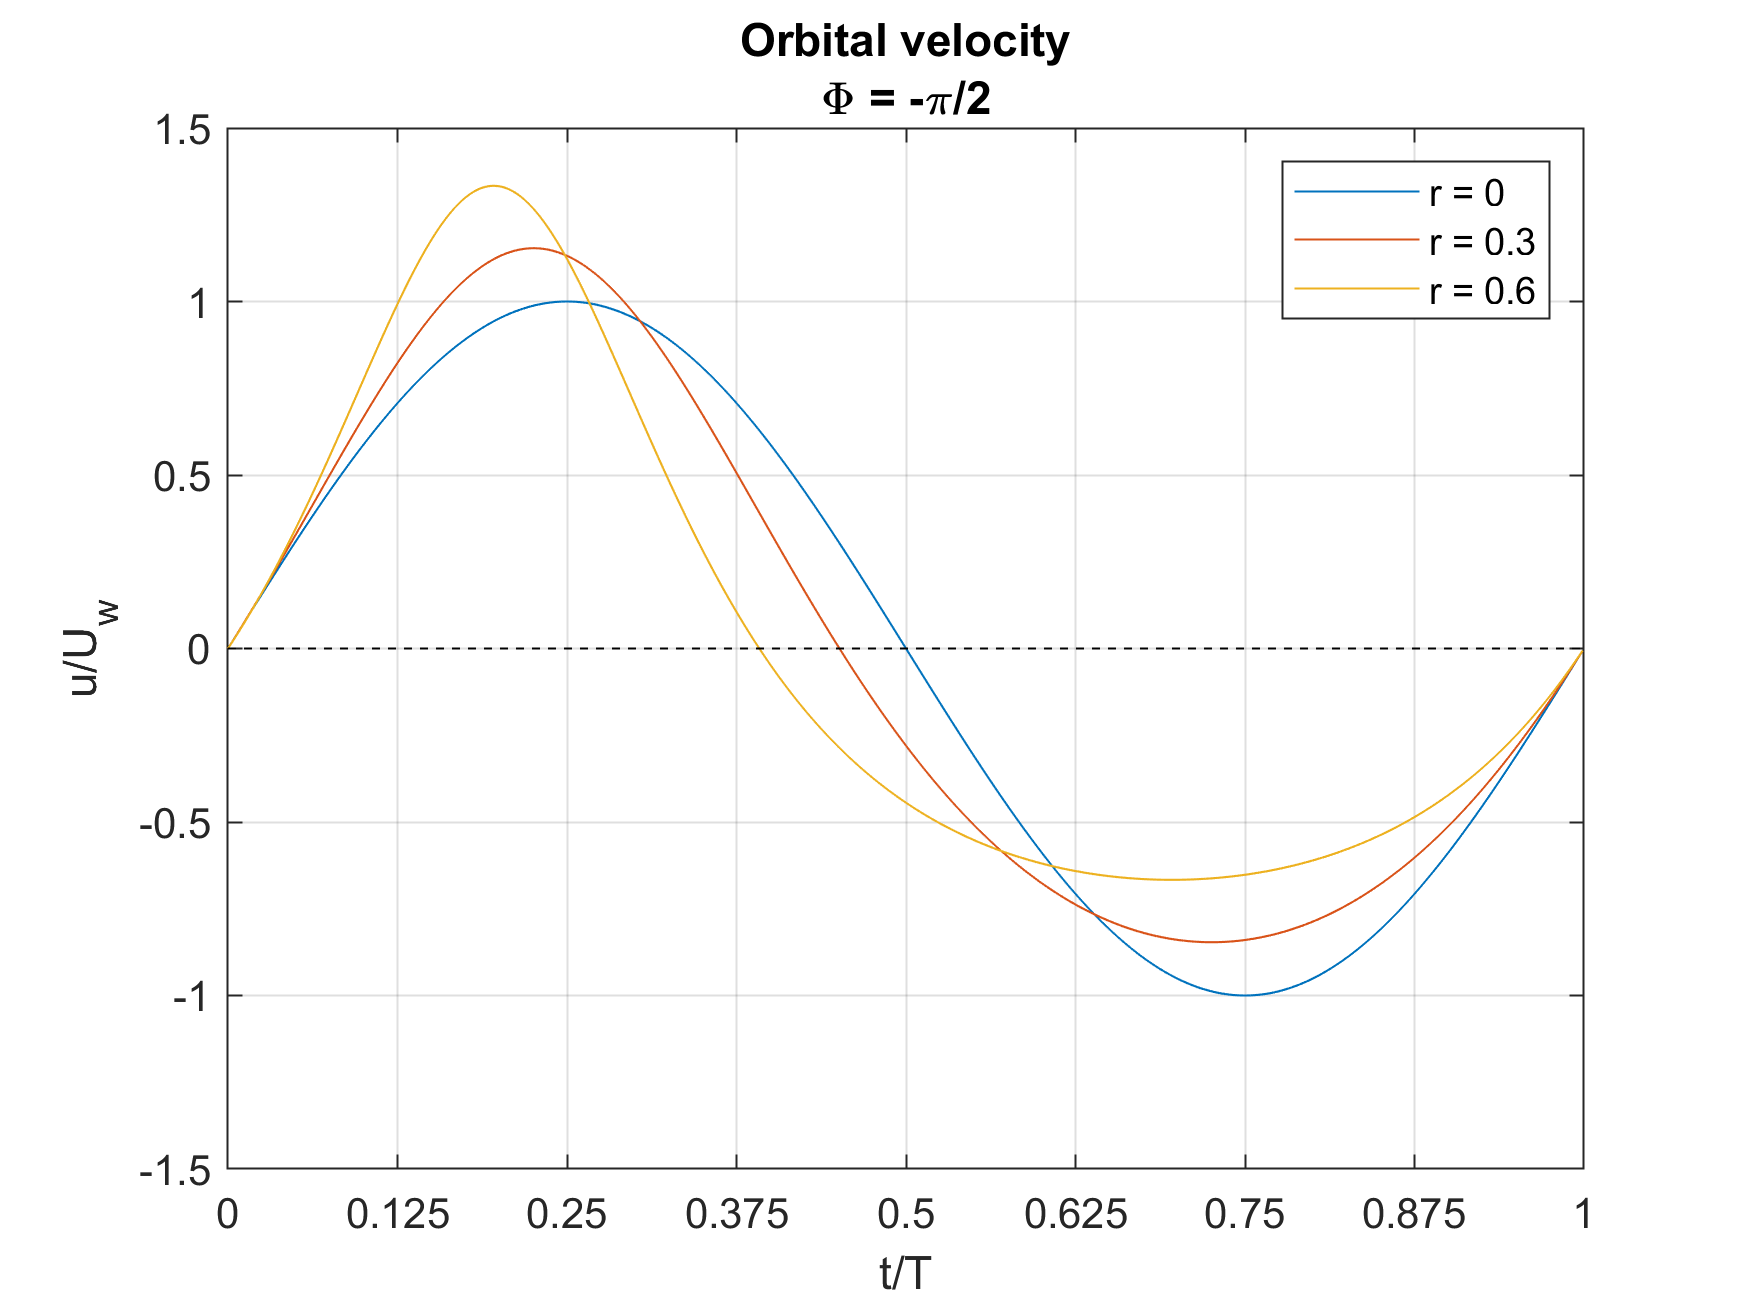 Orbital velocity
Φ = -π/2
1.5
1
0.5
0
-0.5
-1
-1.5
u/Uw
r = 0
r = 0.3
r = 0.6
0 0.125 0.25 0.375 0.5 0.625 0.75 0.875 1
t/T